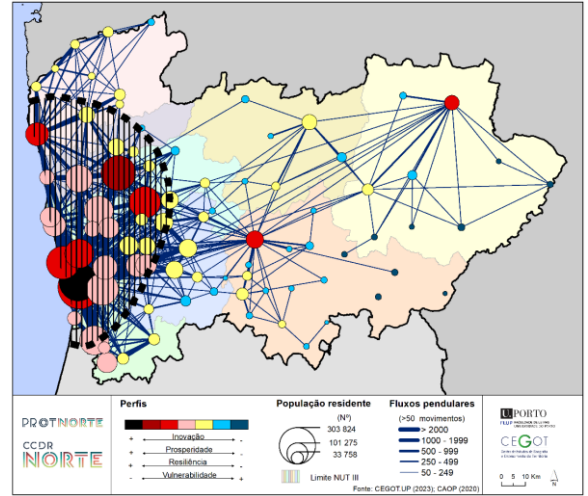 PROTNORTE
CCDR
NORTE
Perfis
+ Inovação -
+ Prosperidade -
+ Resiliência -
- Vulnerabilidade +
População residente
(Nº)
303 824
101 275
33 758
Limite NUT III
Fluxos pendulares
(>50 movimentos)
> 2000
1000 - 1999
500 - 999
250 - 499
50 - 249
Fonte: CEGOT.UP (2023); CAOP (2020)
U.PORTO
CEGOT
0 5 10 Km
N